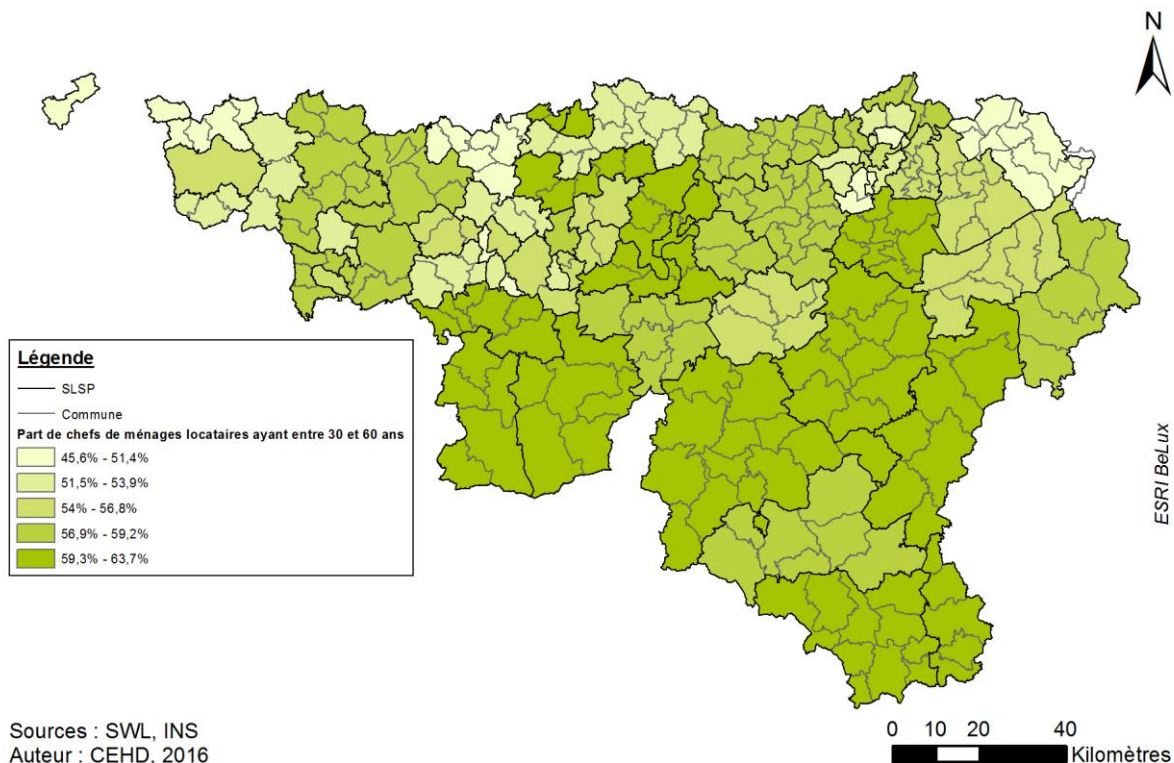 N
Légende
SLSP
Commune
Part de chefs de ménages locataires ayant entre 30 et 60 ans
45,6% - 51,4%
51,5% - 53,9%
54% - 56,8%
56,9% - 59,2%
59,3% - 63,7%
ESRI BeLux
Sources : SWL, INS
Auteur : CEHD, 2016
0 10 20 40
Kilomètres